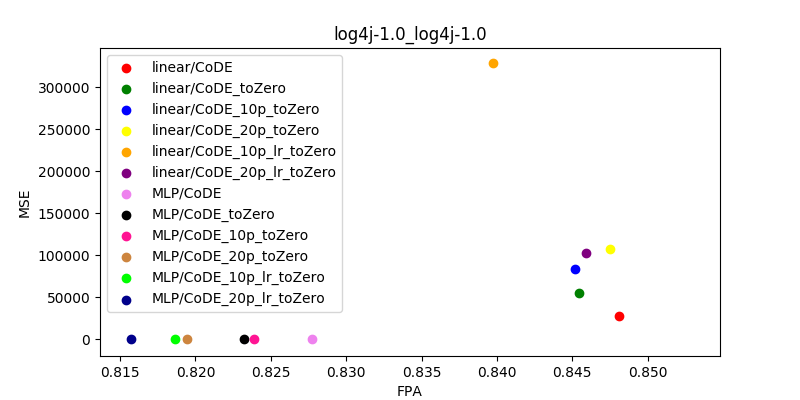 log4j-1.0_log4j-1.0
MSE
300000
250000
200000
150000
100000
50000
0
linear/CoDE
linear/CoDE_toZero
linear/CoDE_10p_toZero
linear/CoDE_20p_toZero
linear/CoDE_10p_lr_toZero
linear/CoDE_20p_lr_toZero
MLP/CoDE
MLP/CoDE_toZero
MLP/CoDE_10p_toZero
MLP/CoDE_20p_toZero
MLP/CoDE_10p_lr_toZero
MLP/CoDE_20p_lr_toZero
0.815 0.820 0.825 0.830 0.835 0.840 0.845 0.850
FPA